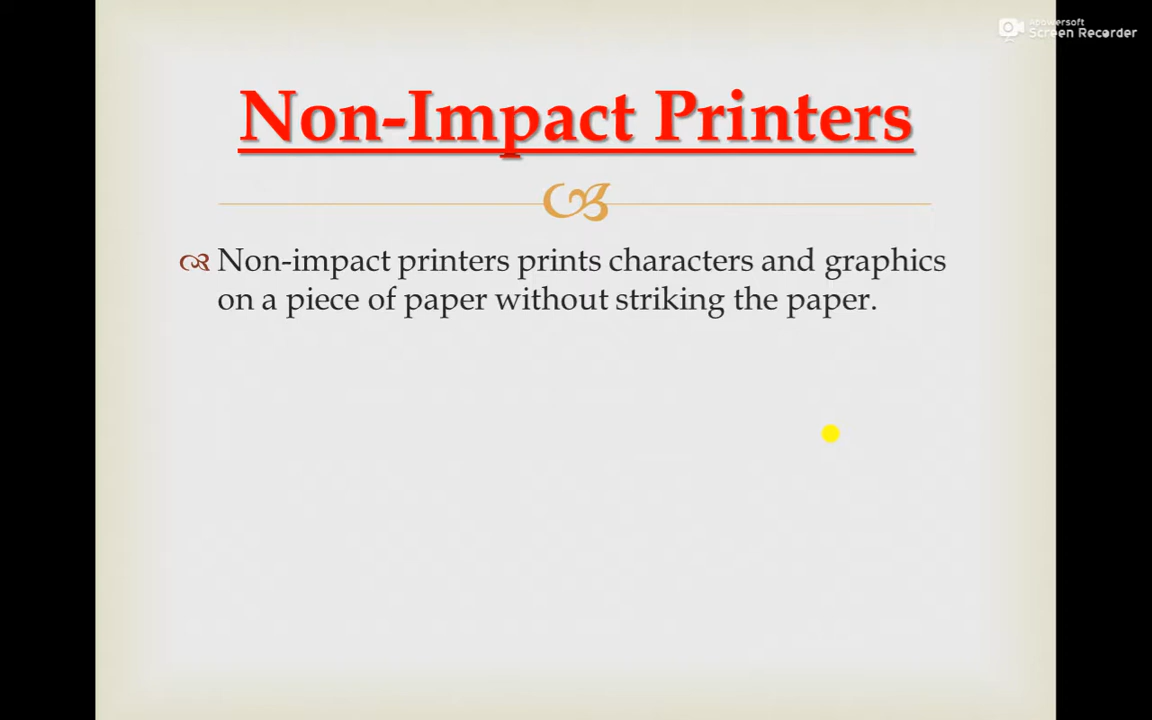 Apowersoft
Screen Recorder
Non-Impact Printers
Non-impact printers prints characters and graphics
on a piece of paper without striking the paper.